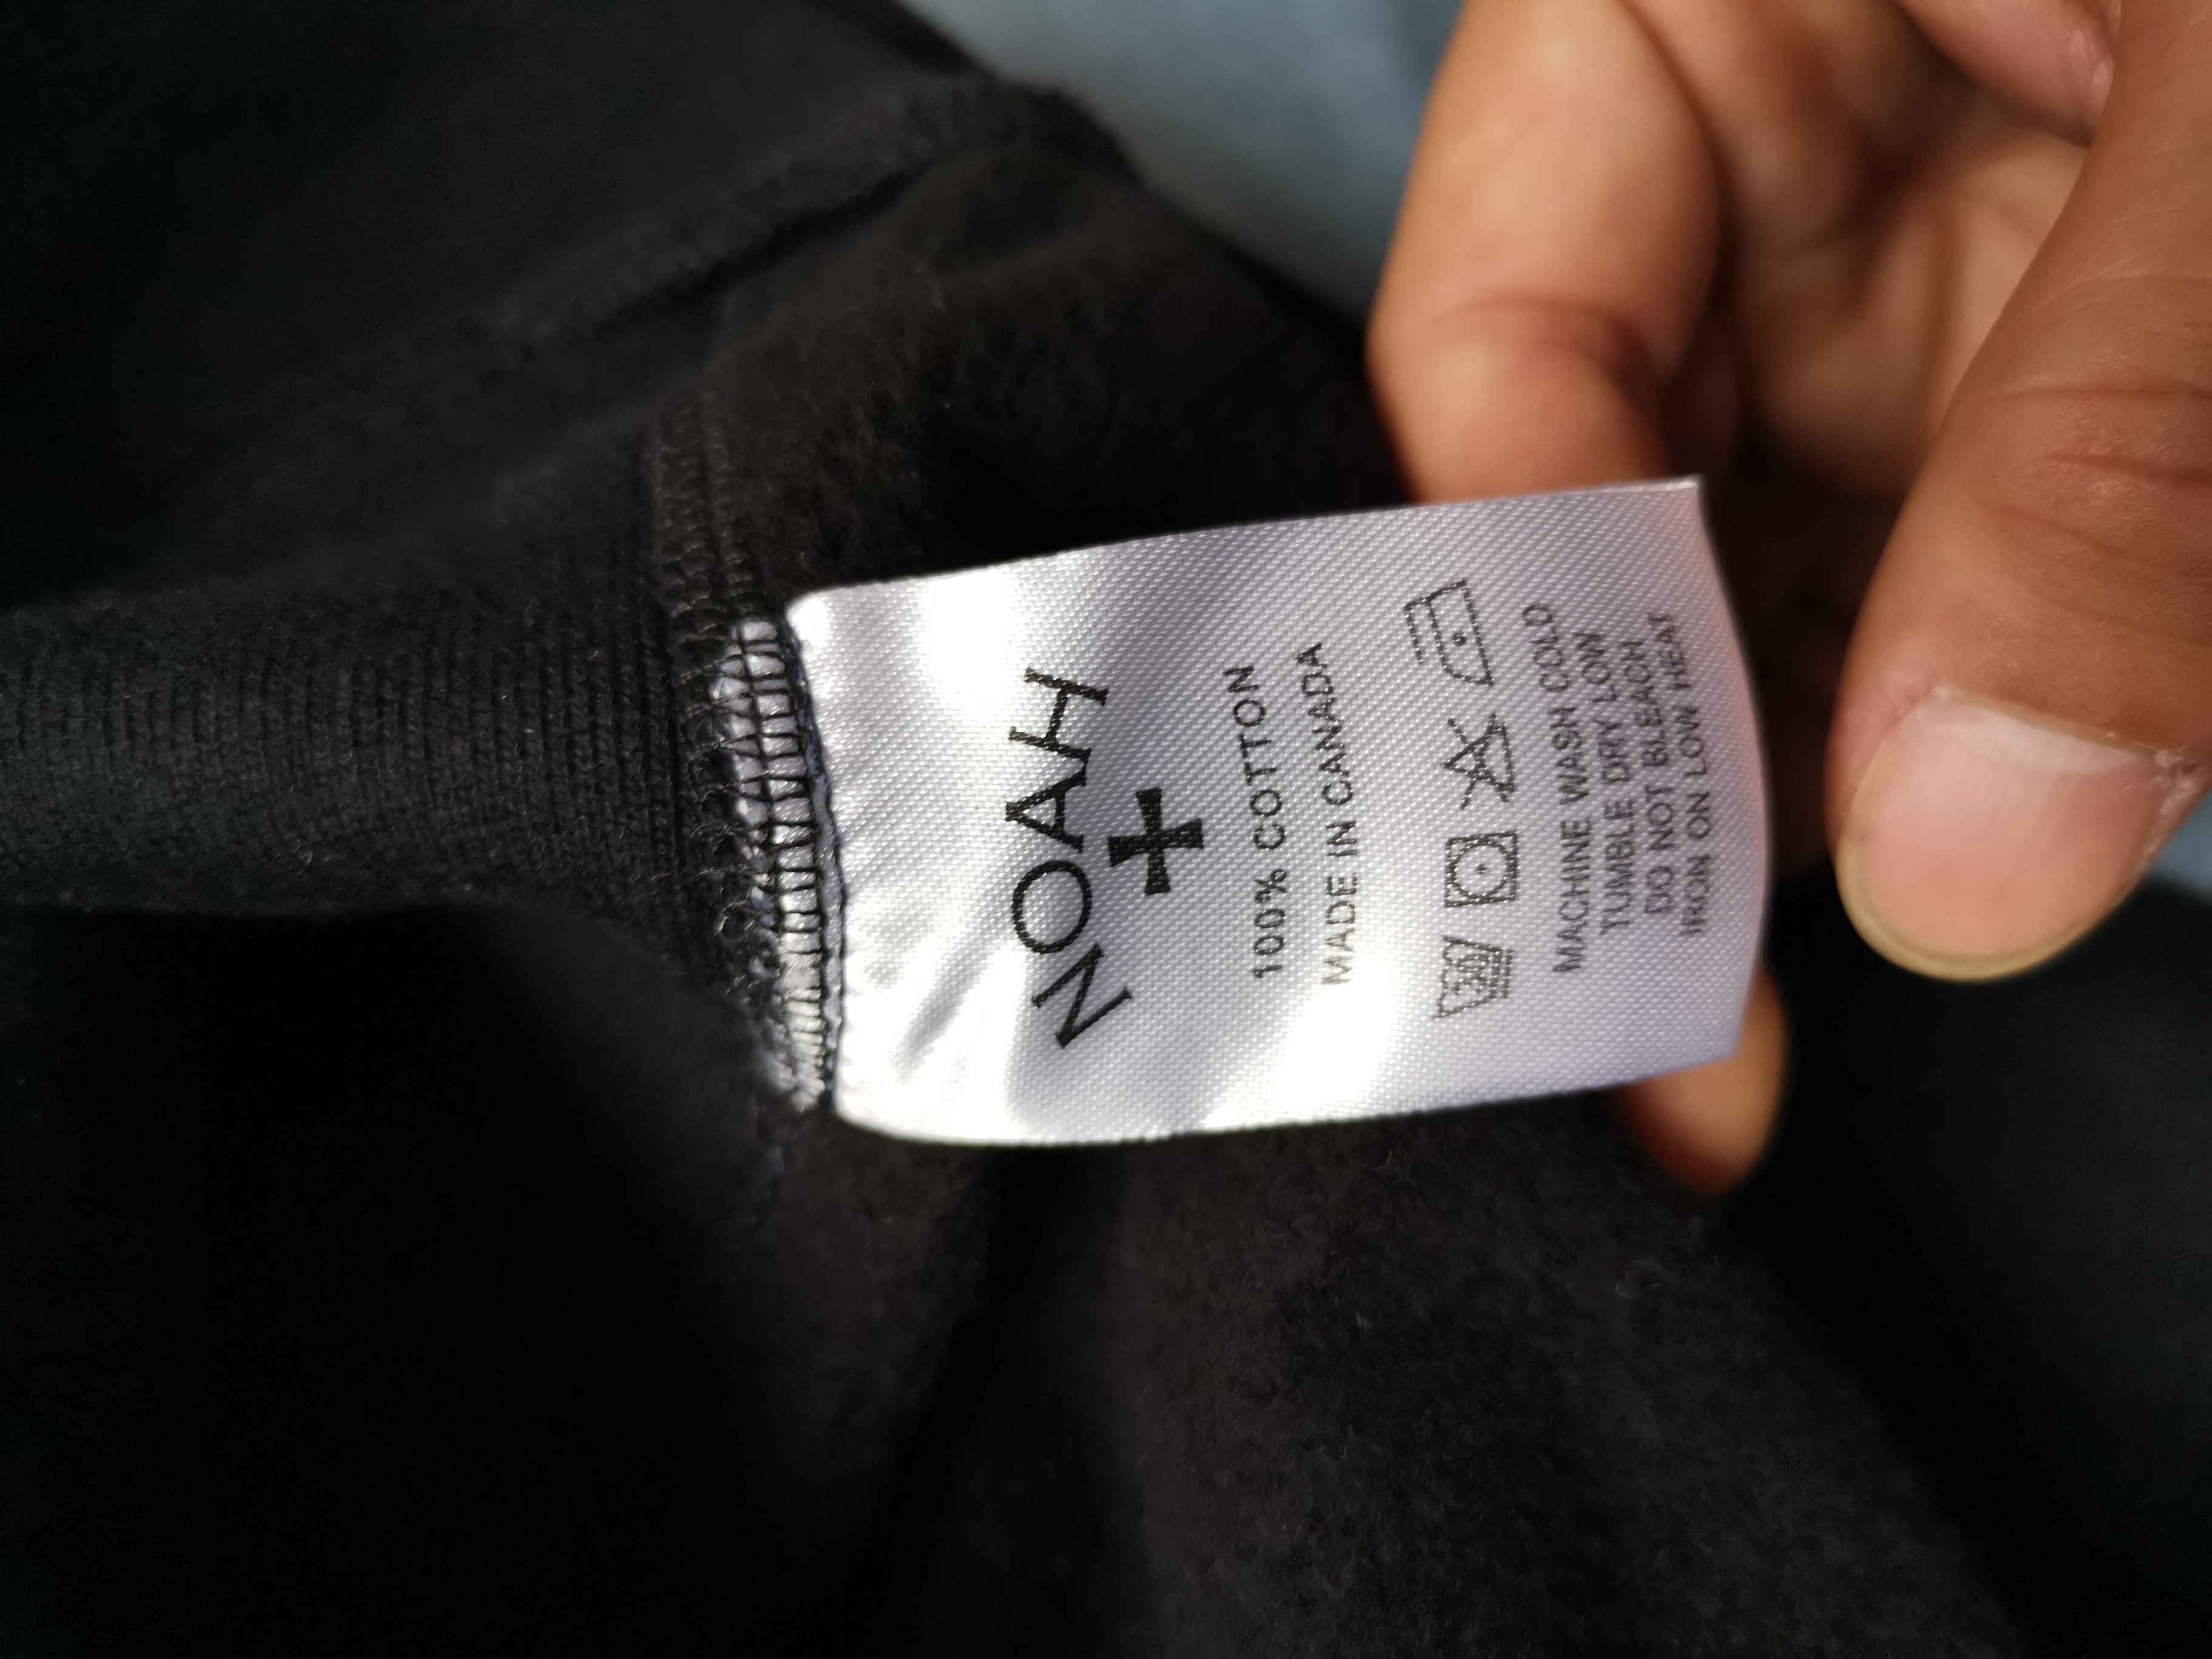 NOAH
100% COTTON
MADE IN CANADA
30
MACHINE WASH COLD
TUMBLE DRY LOW
DO NOT BLEACH
IRON ON LOW HEAT